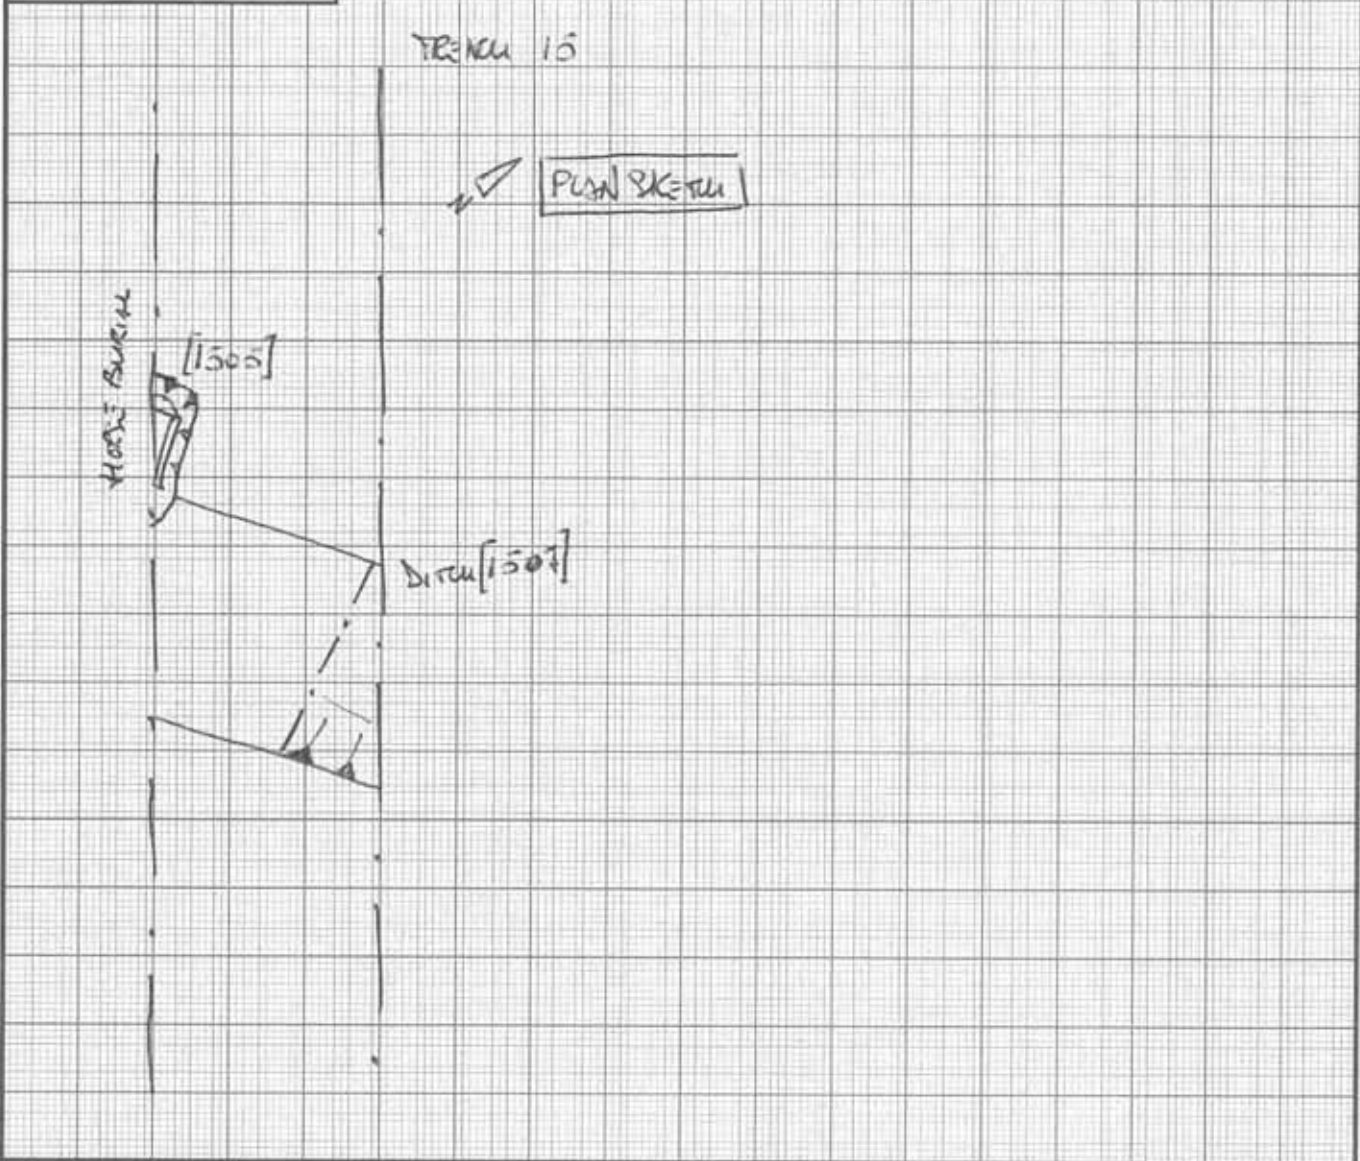 TRENCH 15
N
PLAN SKETCH
HORSE BURIAL
[1505]
DITCH [1507]